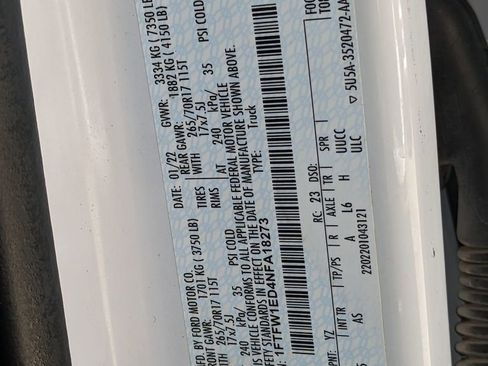 D. BY FORD MOTOR CO. DATE: 01/22 GVWR: 3334 KG ( 7350 LB
1701 KG ( 3750 LB) REAR GAWR: 1882 KG ( 4150 LB)
265/70R17 115T TIRES WITH 265/70R17 115T
17x7.5J RIMS 17x7.5J
240 kPa/ 35 PSI COLD AT 240 kPa/ 35 PSI COLD
VEHICLE CONFORMS TO ALL APPLICABLE FEDERAL MOTOR VEHICLE
SAFETY STANDARDS IN EFFECT ON THE DATE OF MANUFACTURE SHOWN ABOVE.
1FTFW1ED4NFA18273 TYPE: Truck
YZ RC: 23 DSO: FOC
INT TR TP/PS R AXLE TR SPR
AS A L6 H UUCC
ULC
2202201043121 5U5A-3520472-AA